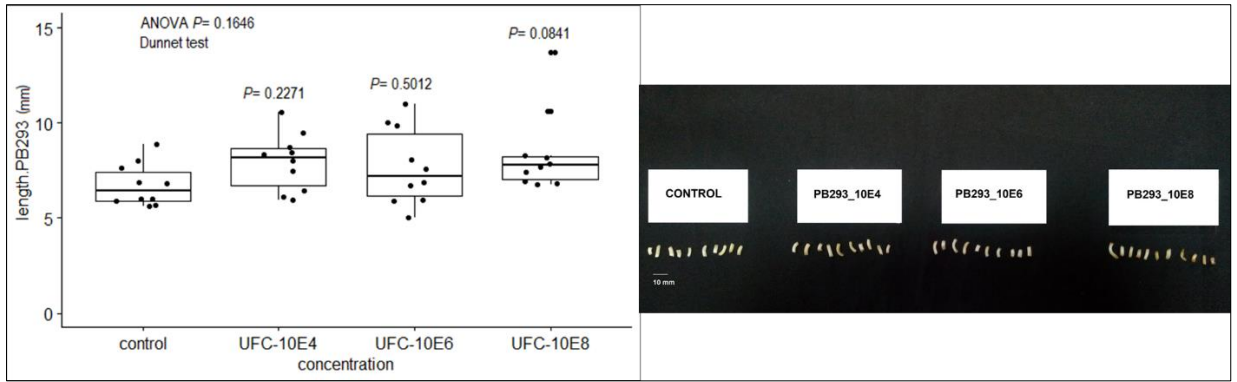 15
10
5
0
length.PB293 (mm)
ANOVA P= 0.1646
Dunnet test
P= 0.2271
P= 0.5012
P= 0.0841
control
UFC-10E4
UFC-10E6
UFC-10E8
concentration
CONTROL
PB293_10E4
PB293_10E6
PB293_10E8
10 mm